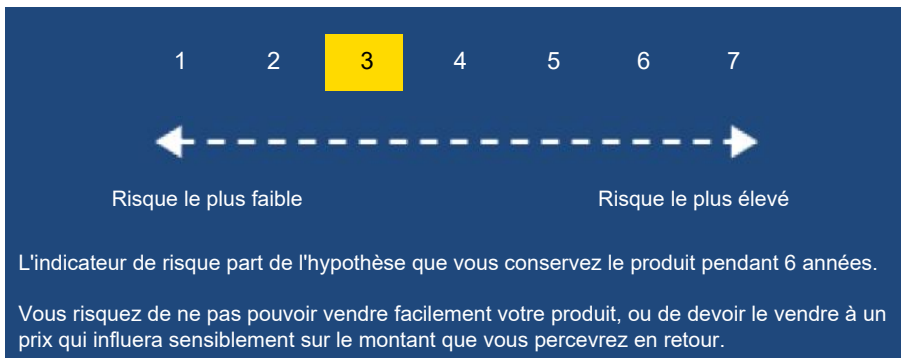 1 2 3 4 5 6 7
Risque le plus faible Risque le plus élevé
L'indicateur de risque part de l'hypothèse que vous conservez le produit pendant 6 années.
Vous risquez de ne pas pouvoir vendre facilement votre produit, ou de devoir le vendre à un
prix qui influera sensiblement sur le montant que vous percevrez en retour.